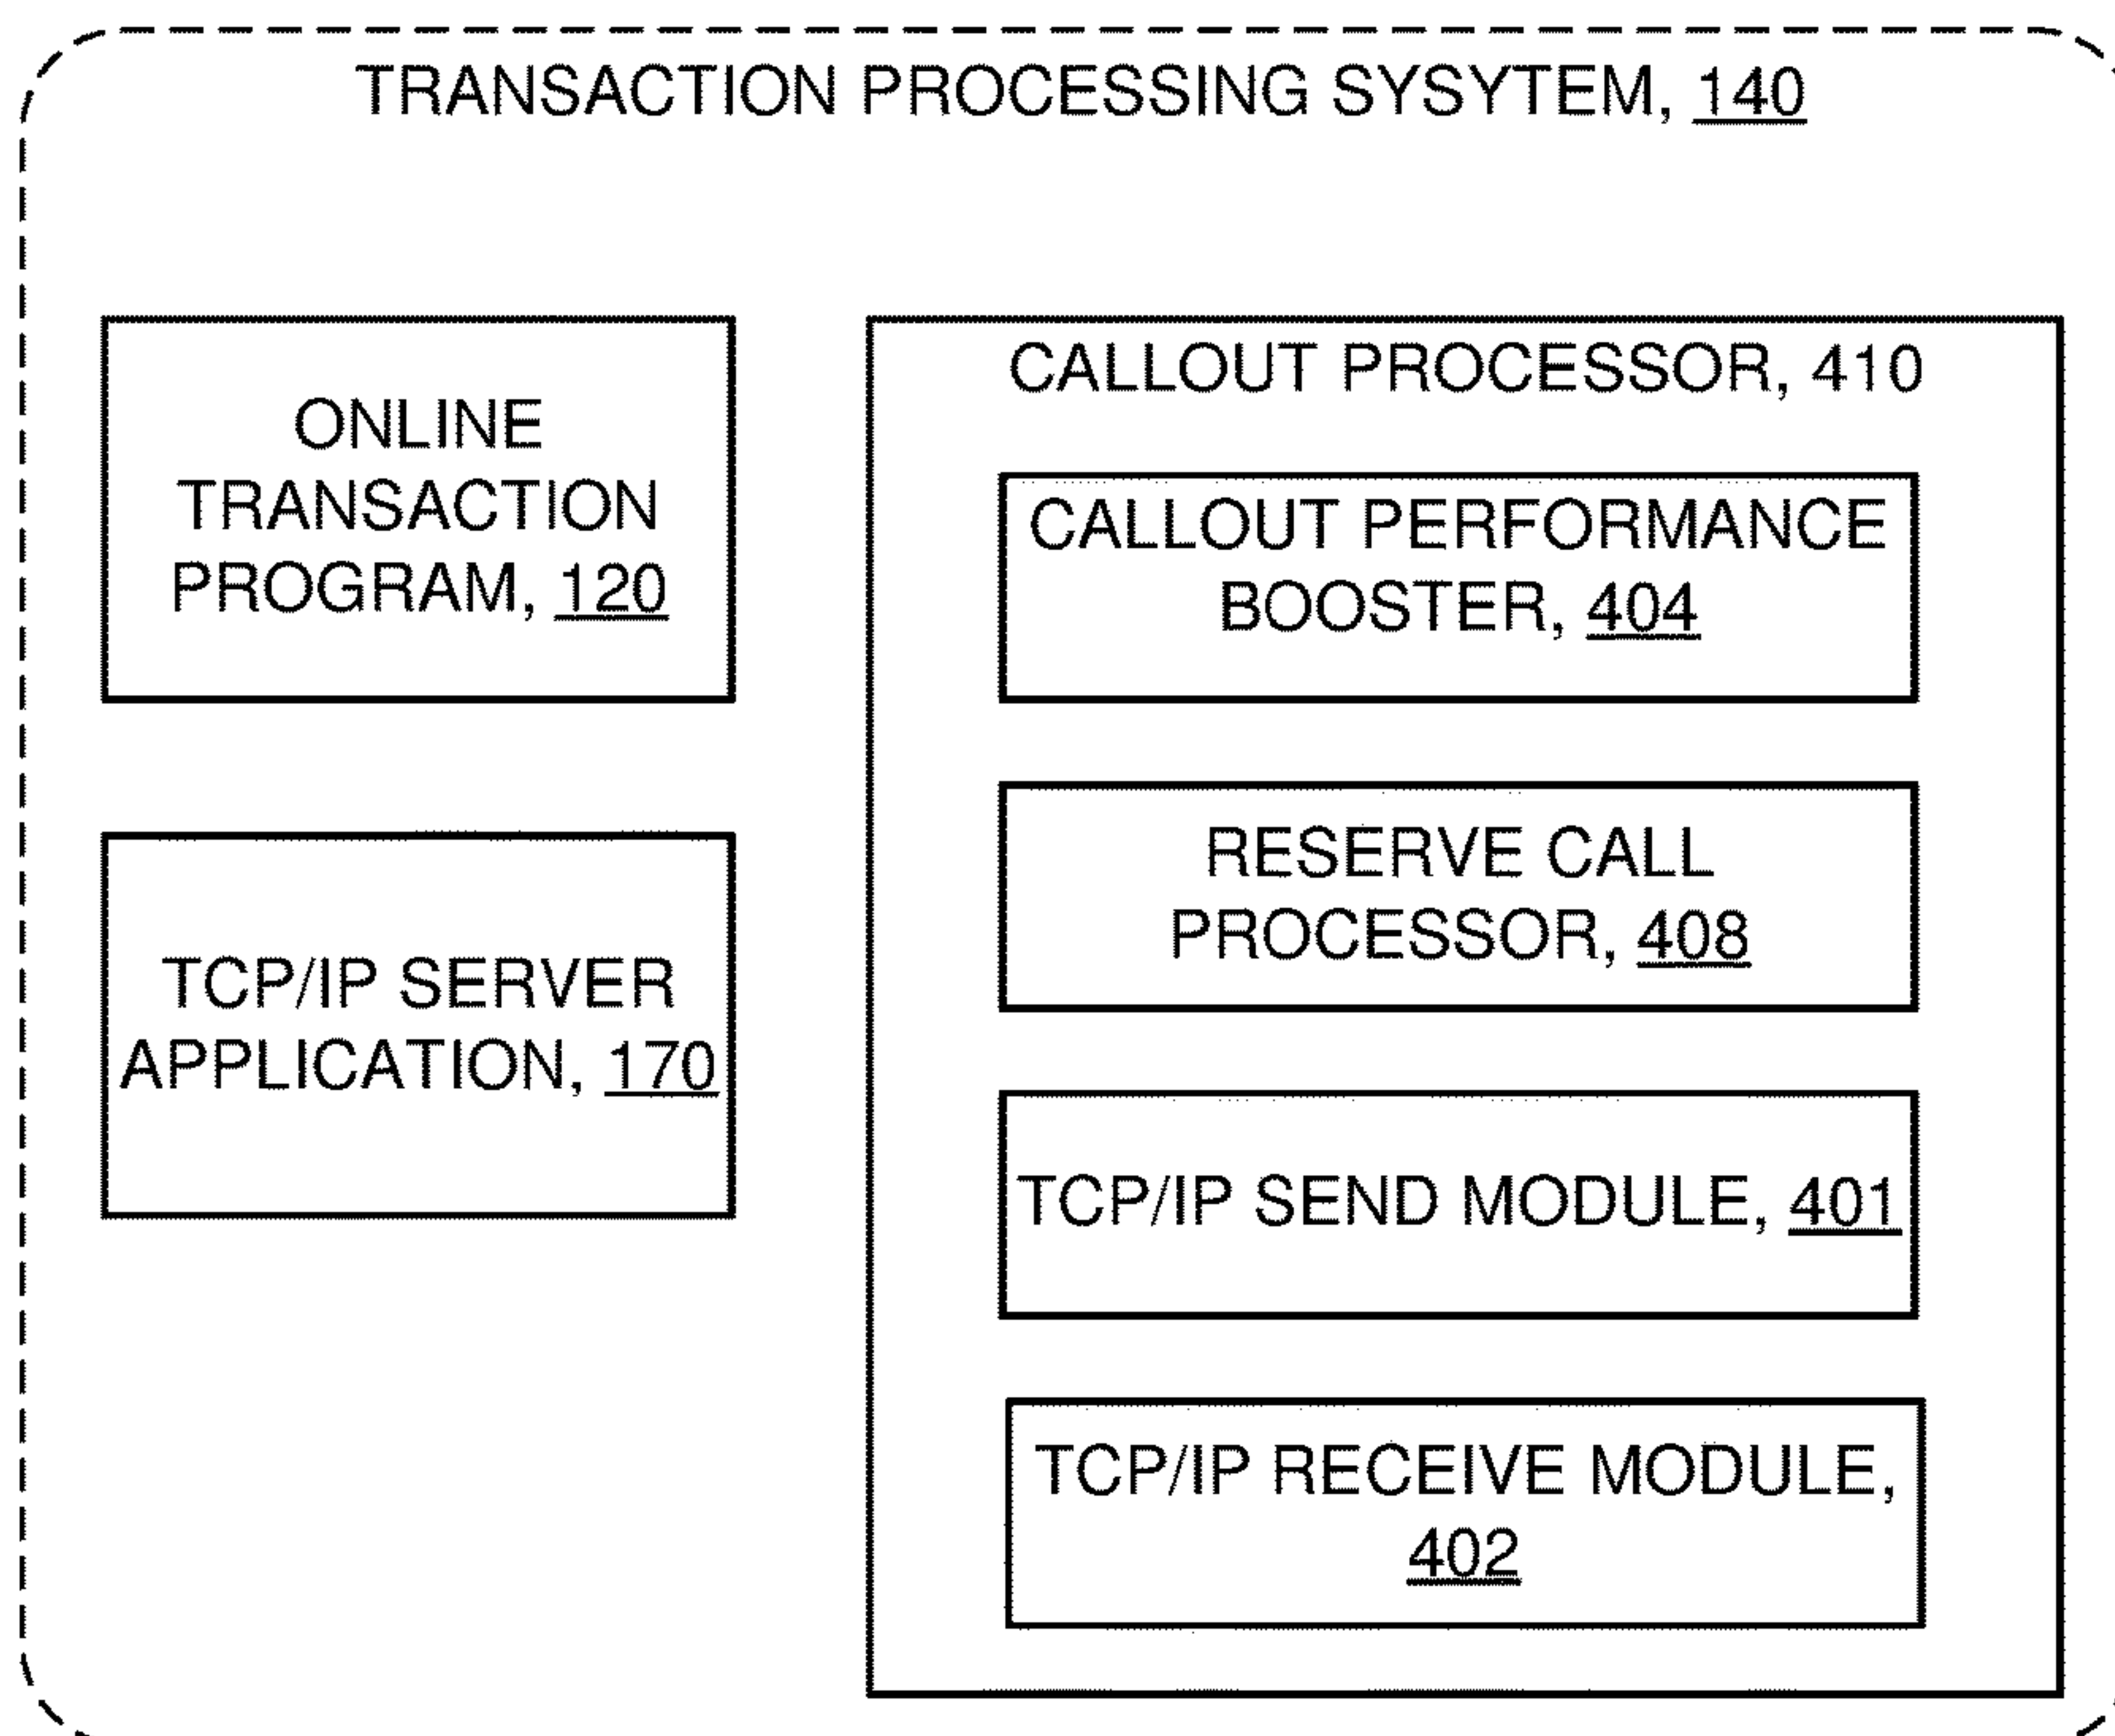 TRANSACTION PROCESSING SYSYTEM, 140
ONLINE
TRANSACTION
PROGRAM, 120
TCP/IP SERVER
APPLICATION, 170
CALLOUT PROCESSOR, 410
CALLOUT PERFORMANCE
BOOSTER, 404
RESERVE CALL
PROCESSOR, 408
TCP/IP SEND MODULE, 401
TCP/IP RECEIVE MODULE,
402